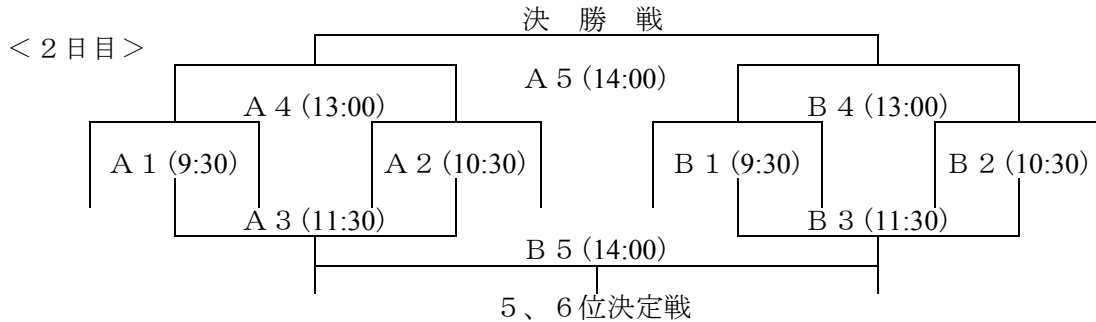 決 勝 戦
＜２日目＞
Ａ５(14:00)
Ａ４(13:00)
Ｂ４(13:00)
Ａ１(9:30)
Ａ２(10:30)
Ｂ１(9:30)
Ｂ２(10:30)
Ａ３(11:30)
Ｂ３(11:30)
Ｂ５(14:00)
５、６位決定戦